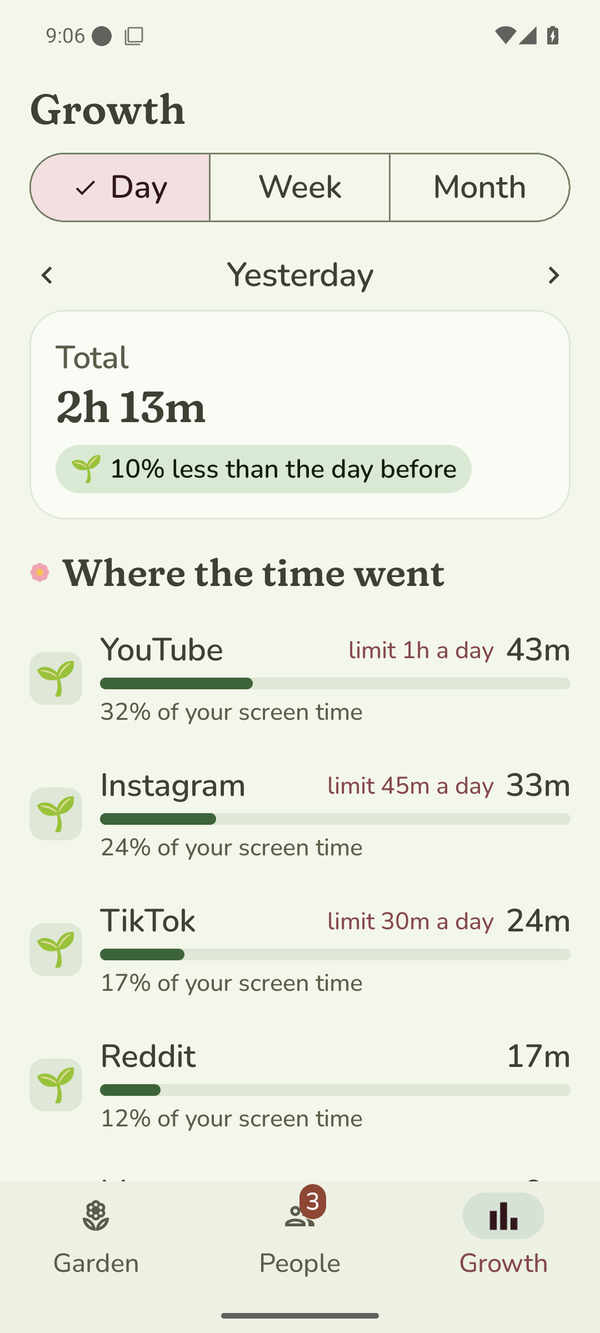 9:06
Growth
Day Week Month
Yesterday
Total
2h 13m
10% less than the day before
Where the time went
YouTube limit 1h a day 43m
32% of your screen time
Instagram limit 45m a day 33m
24% of your screen time
TikTok limit 30m a day 24m
17% of your screen time
Reddit 17m
12% of your screen time
3
Garden People Growth